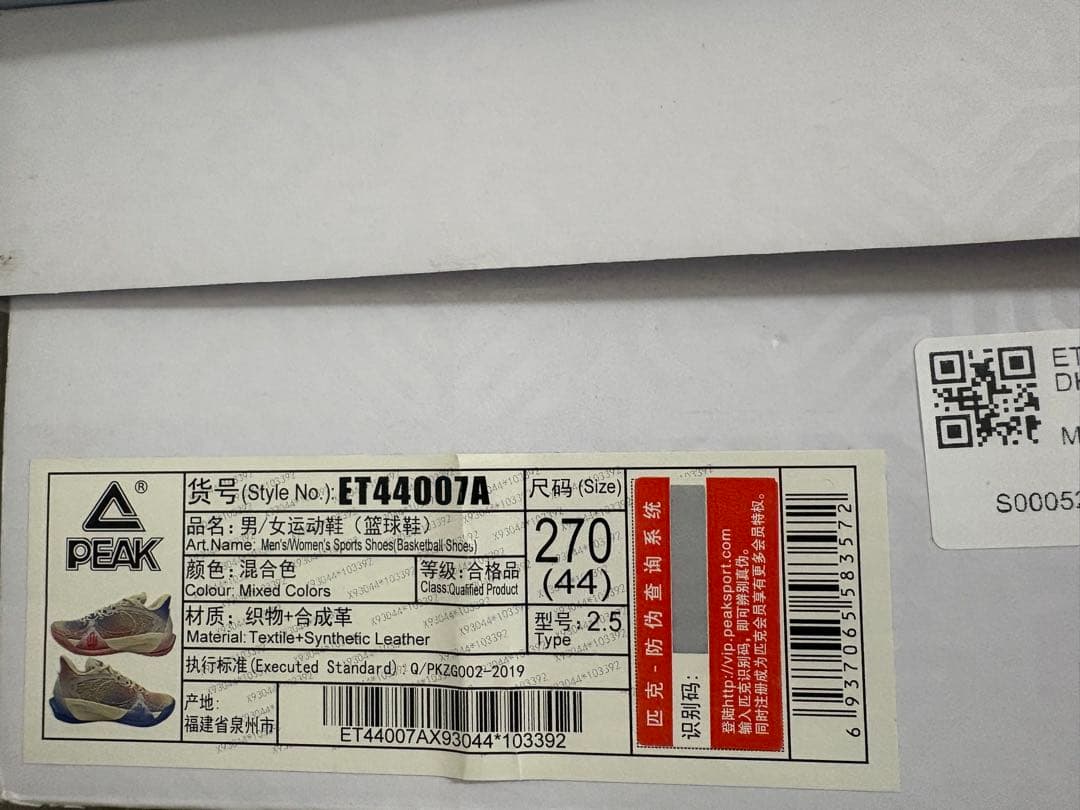 ®
PEAK
货号(Style No.): ET44007A
品名：男/女运动鞋（篮球鞋）
Art.Name: Men's/Women's Sports Shoes(Basketball Shoes)
颜色：混合色
Colour: Mixed Colors
等级：合格品
Class:Qualified Product
材质：织物+合成革
Material: Textile+Synthetic Leather
执行标准(Executed Standard): Q/PKZG002-2019
产地：
福建省泉州市
ET44007AX93044*103392
尺码 (Size)
270
(44)
型号：2.5
Type
匹克-防伪查询系统
识别码：
登陆http://vip.peaksport.com
输入匹克识别码，即可辨别真伪。
同时注册成为匹克会员享有更多会员特权。
6937065583572
X93044*103392
ET
M
S00052